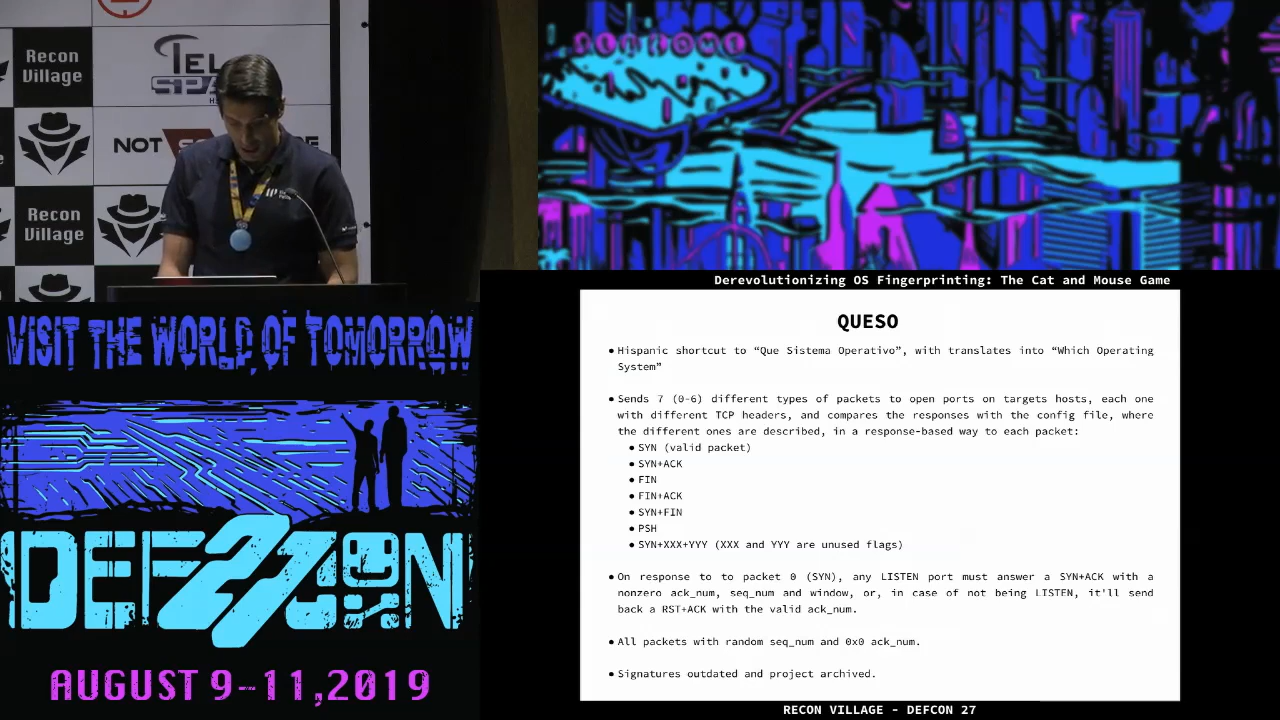 Recon
Village
TEL
SPA
NOT
Recon
Village
WELCOME
VISIT THE WORLD OF TOMORROW
DEF CON
27
AUGUST 9-11,2019
Derevolutionizing OS Fingerprinting: The Cat and Mouse Game
QUESO
• Hispanic shortcut to “Que Sistema Operativo”, with translates into “Which Operating
System”
• Sends 7 (0-6) different types of packets to open ports on targets hosts, each one
with different TCP headers, and compares the responses with the config file, where
the different ones are described, in a response-based way to each packet:
• SYN (valid packet)
• SYN+ACK
• FIN
• FIN+ACK
• SYN+FIN
• PSH
• SYN+XXX+YYY (XXX and YYY are unused flags)
• On response to to packet 0 (SYN), any LISTEN port must answer a SYN+ACK with a
nonzero ack_num, seq_num and window, or, in case of not being LISTEN, it'll send
back a RST+ACK with the valid ack_num.
• All packets with random seq_num and 0x0 ack_num.
• Signatures outdated and project archived.
RECON VILLAGE - DEFCON 27